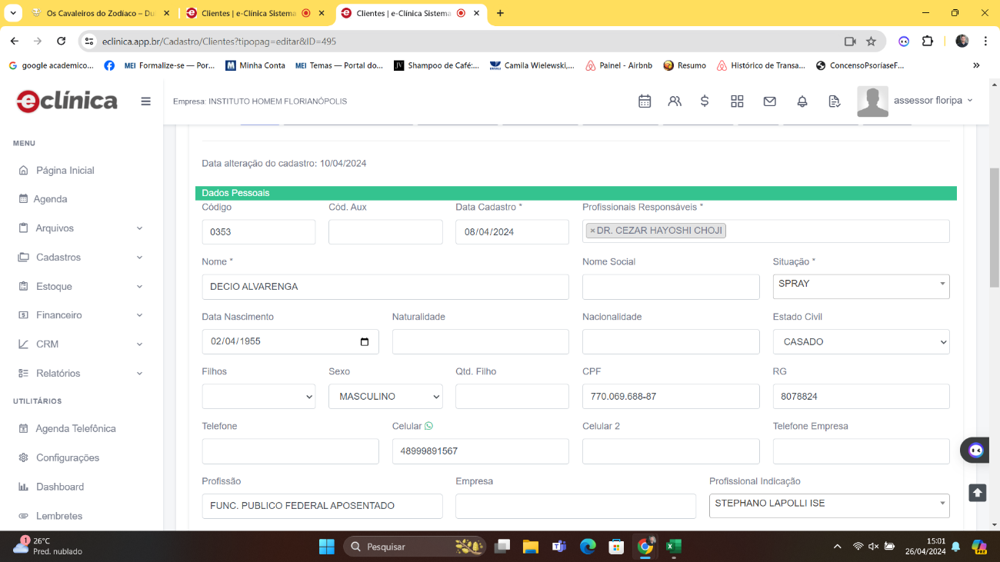 Os Cavaleiros do Zodiaco – Du
Clientes | e-Clínica Sistema
Clientes | e-Clínica Sistema
eclinica.app.br/Cadastro/Clientes?tipopag=editar&ID=495
google academico...
MEI Formalize-se — Por...
Minha Conta
MEI Temas — Portal do...
Shampoo de Café:...
Camila Wielewski,...
Painel - Airbnb
Resumo
Histórico de Transa...
ConcensoPsoríaseF...
e-clínica
Empresa: INSTITUTO HOMEM FLORIANÓPOLIS
assessor floripa
MENU
Página Inicial
Agenda
Arquivos
Cadastros
Estoque
Financeiro
CRM
Relatórios
UTILITÁRIOS
Agenda Telefônica
Configurações
Dashboard
Lembretes
Data alteração do cadastro: 10/04/2024
Dados Pessoais
Código Cód. Aux Data Cadastro * Profissionais Responsáveis *
0353 08/04/2024 ×DR. CEZAR HAYOSHI CHOJI
Nome * Nome Social Situação *
DECIO ALVARENGA SPRAY
Data Nascimento Naturalidade Nacionalidade Estado Civil
02/04/1955 CASADO
Filhos Sexo Qtd. Filho CPF RG
MASCULINO 770.069.688-87 8078824
Telefone Celular Celular 2 Telefone Empresa
48999891567
Profissão Empresa Profissional Indicação
FUNC. PUBLICO FEDERAL APOSENTADO STEPHANO LAPOLLI ISE
1
26°C
Pred. nublado
Pesquisar
15:01
26/04/2024
PRE